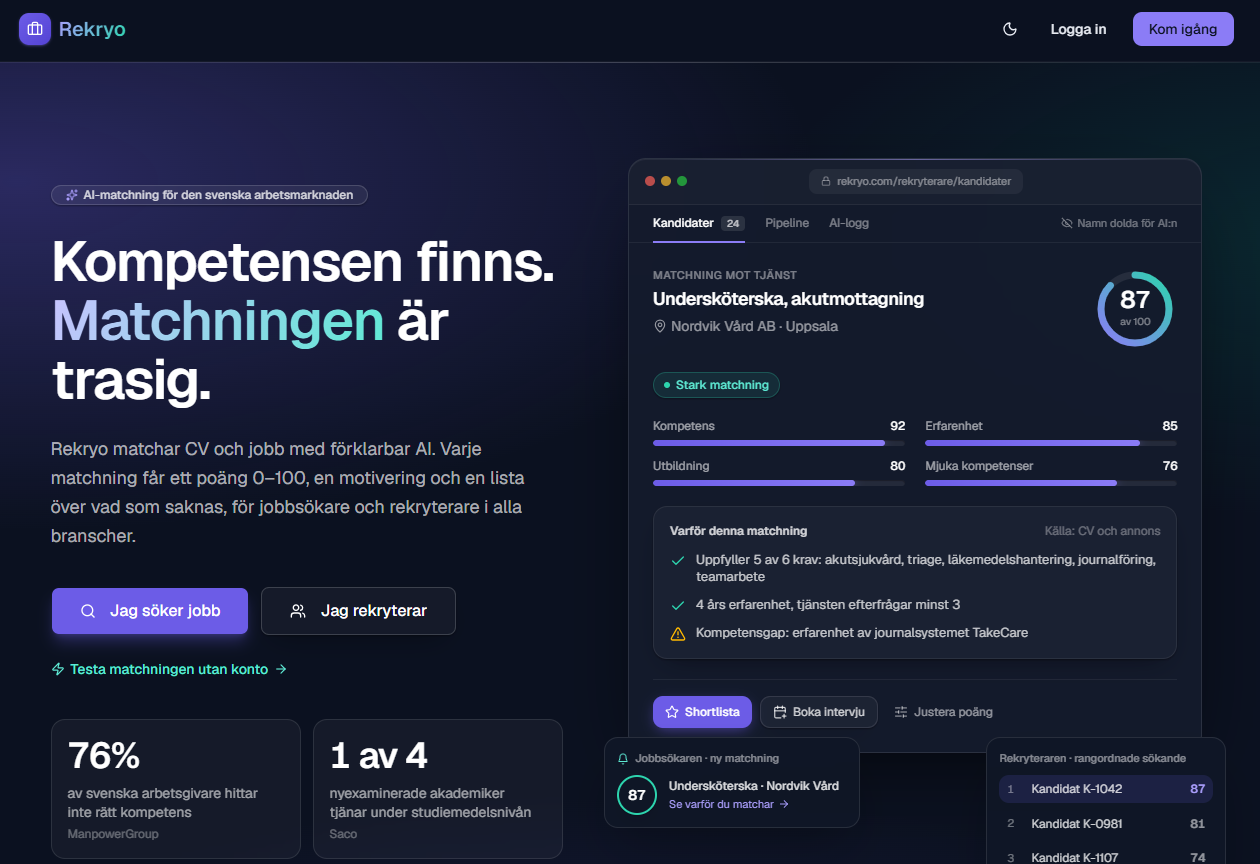 Rekryo
Logga in
Kom igång
AI-matchning för den svenska arbetsmarknaden
Kompetensen finns.
Matchningen är
trasig.
Rekryo matchar CV och jobb med förklarbar AI. Varje
matchning får ett poäng 0–100, en motivering och en lista
över vad som saknas, för jobbsökare och rekryterare i alla
branscher.
Jag söker jobb
Jag rekryterar
Testa matchningen utan konto →
76%
av svenska arbetsgivare hittar
inte rätt kompetens
ManpowerGroup
1 av 4
nyexaminerade akademiker
tjänar under studiemedelsnivån
Saco
rekryo.com/rekryterare/kandidater
Kandidater 24
Pipeline
AI-logg
Namn dolda för AI:n
MATCHNING MOT TJÄNST
Undersköterska, akutmottagning
Nordvik Vård AB · Uppsala
87
av 100
Stark matchning
Kompetens 92
Erfarenhet 85
Utbildning 80
Mjuka kompetenser 76
Varför denna matchning
Källa: CV och annons
Uppfyller 5 av 6 krav: akutsjukvård, triage, läkemedelshantering, journalföring,
teamarbete
4 års erfarenhet, tjänsten efterfrågar minst 3
Kompetensgap: erfarenhet av journalsystemet TakeCare
Shortlista
Boka intervju
Justera poäng
Jobbsökaren · ny matchning
87
Undersköterska · Nordvik Vård
Se varför du matchar →
Rekryteraren · rangordnade sökande
1 Kandidat K-1042 87
2 Kandidat K-0981 81
3 Kandidat K-1107 74